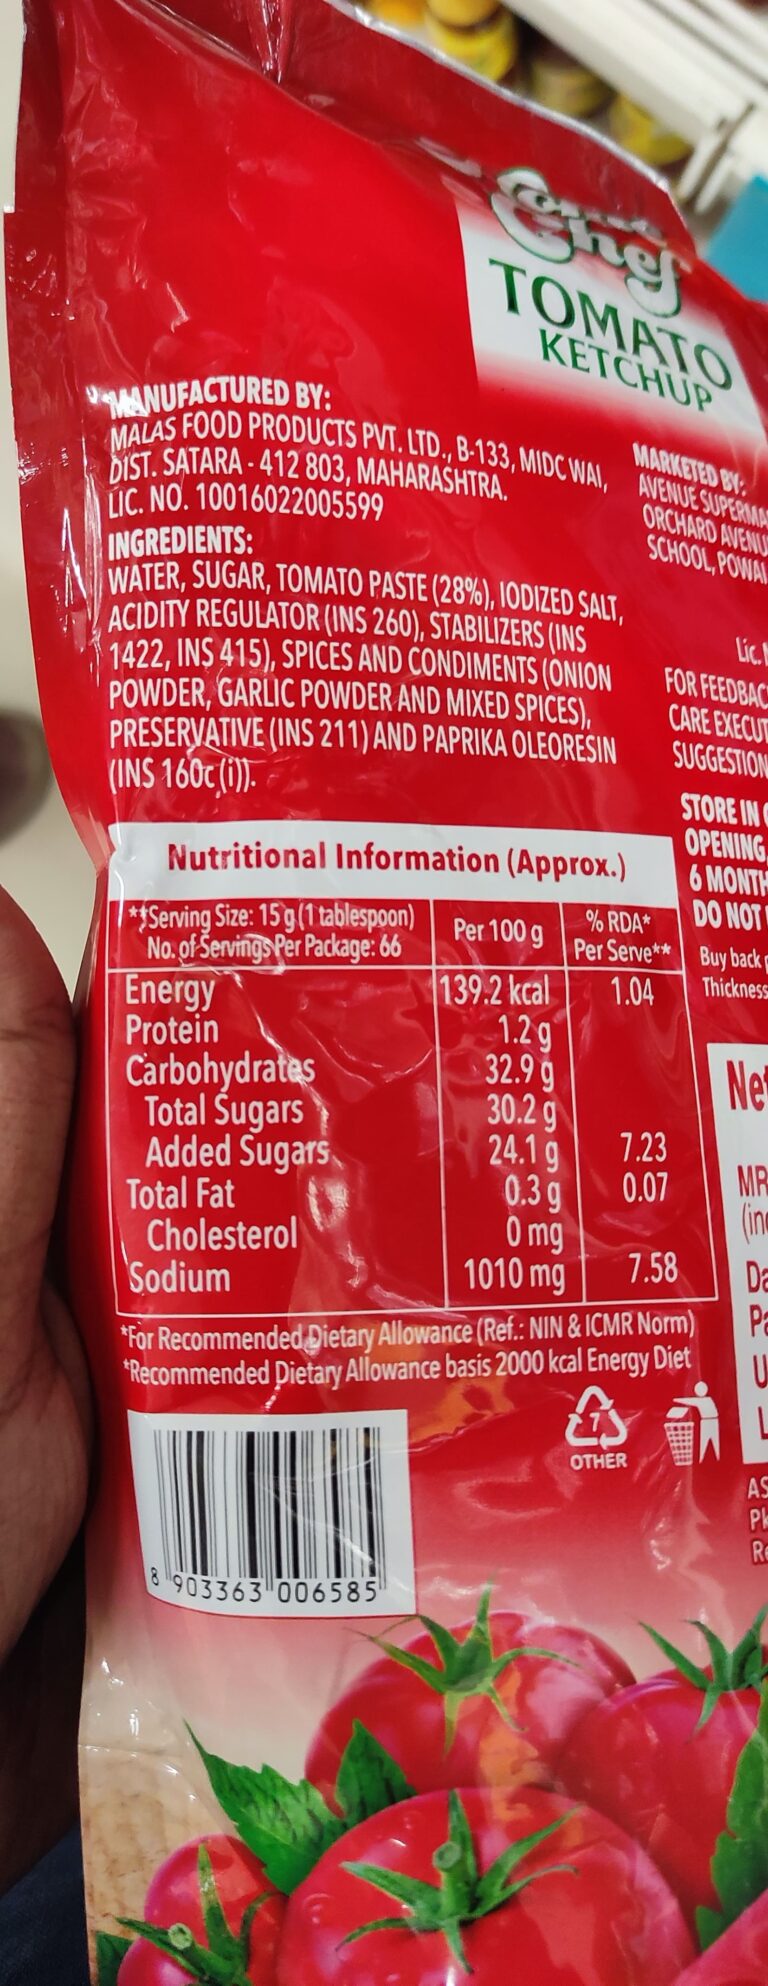 Chef
TOMATO
KETCHUP
MANUFACTURED BY:
MALAS FOOD PRODUCTS PVT. LTD., B-133, MIDC WAI,
DIST. SATARA - 412 803, MAHARASHTRA.
LIC. NO. 10016022005599
INGREDIENTS:
WATER, SUGAR, TOMATO PASTE (28%), IODIZED SALT,
ACIDITY REGULATOR (INS 260), STABILIZERS (INS
1422, INS 415), SPICES AND CONDIMENTS (ONION
POWDER, GARLIC POWDER AND MIXED SPICES),
PRESERVATIVE (INS 211) AND PAPRIKA OLEORESIN
(INS 160c(i)).
MARKETED BY:
AVENUE
ORCHARD
SCHOOL, POWAI
Lic.
FOR
CARE
STORE IN
OPENING,
6
DO NOT
Buy back
Thickness
Nutritional Information (Approx.)
**Serving Size: 15 g (1 tablespoon)
No. of Servings Per Package: 66
Per 100 g
% RDA*
Per Serve**
Energy 139.2 kcal 1.04
Protein 1.2 g
Carbohydrates 32.9 g
Total Sugars 30.2 g
Added Sugars 24.1 g 7.23
Total Fat 0.3 g 0.07
Cholesterol 0 mg
Sodium 1010 mg 7.58
*For Recommended Dietary Allowance (Ref.: NIN & ICMR Norm)
*Recommended Dietary Allowance basis 2000 kcal Energy Diet
7
OTHER
8 903363 006585